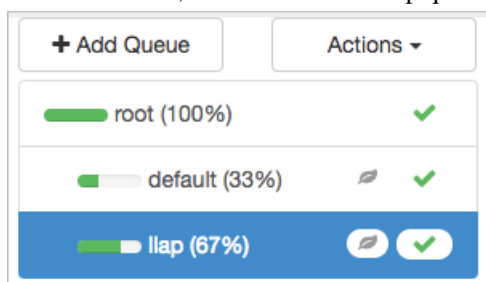 + Add Queue
Actions
root (100%)
default (33%)
llap (67%)